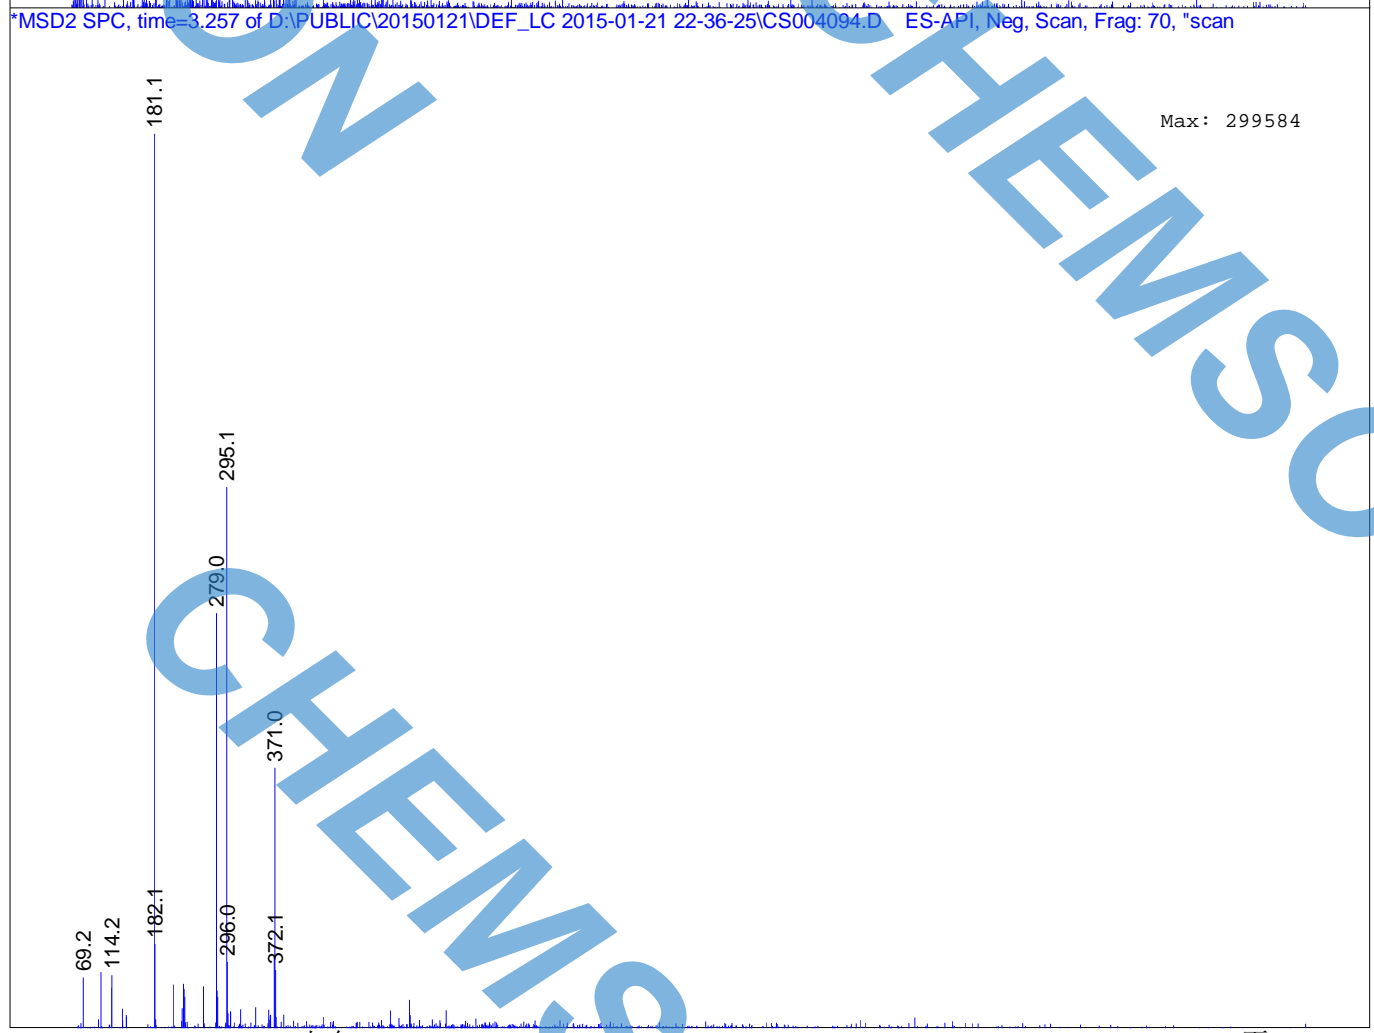 *MSD2 SPC, time=3.257 of D:\PUBLIC\20150121\DEF_LC 2015-01-21 22-36-25\CS004094.D    ES-API, Neg, Scan, Frag: 70, "scan
Max: 299584
181.1
295.1
279.0
371.0
182.1
296.0
372.1
69.2
114.2
ON
CHEMSO
CHEMS